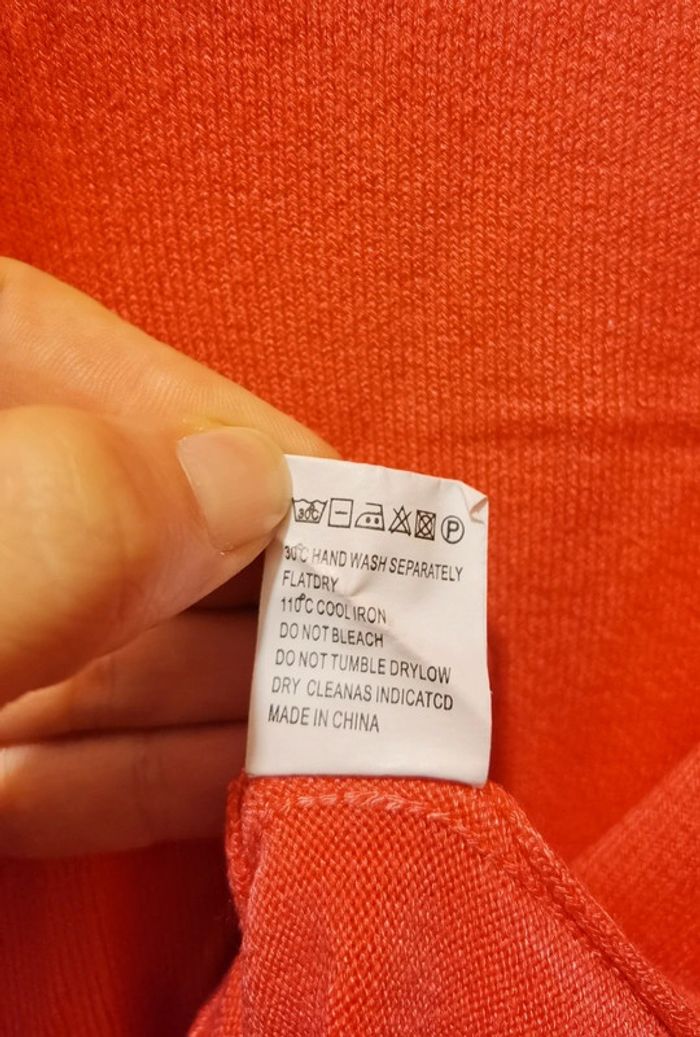 30C P
30°C HAND WASH SEPARATELY
FLATDRY
110°C COOL IRON
DO NOT BLEACH
DO NOT TUMBLE DRYLOW
DRY CLEANAS INDICATCD
MADE IN CHINA